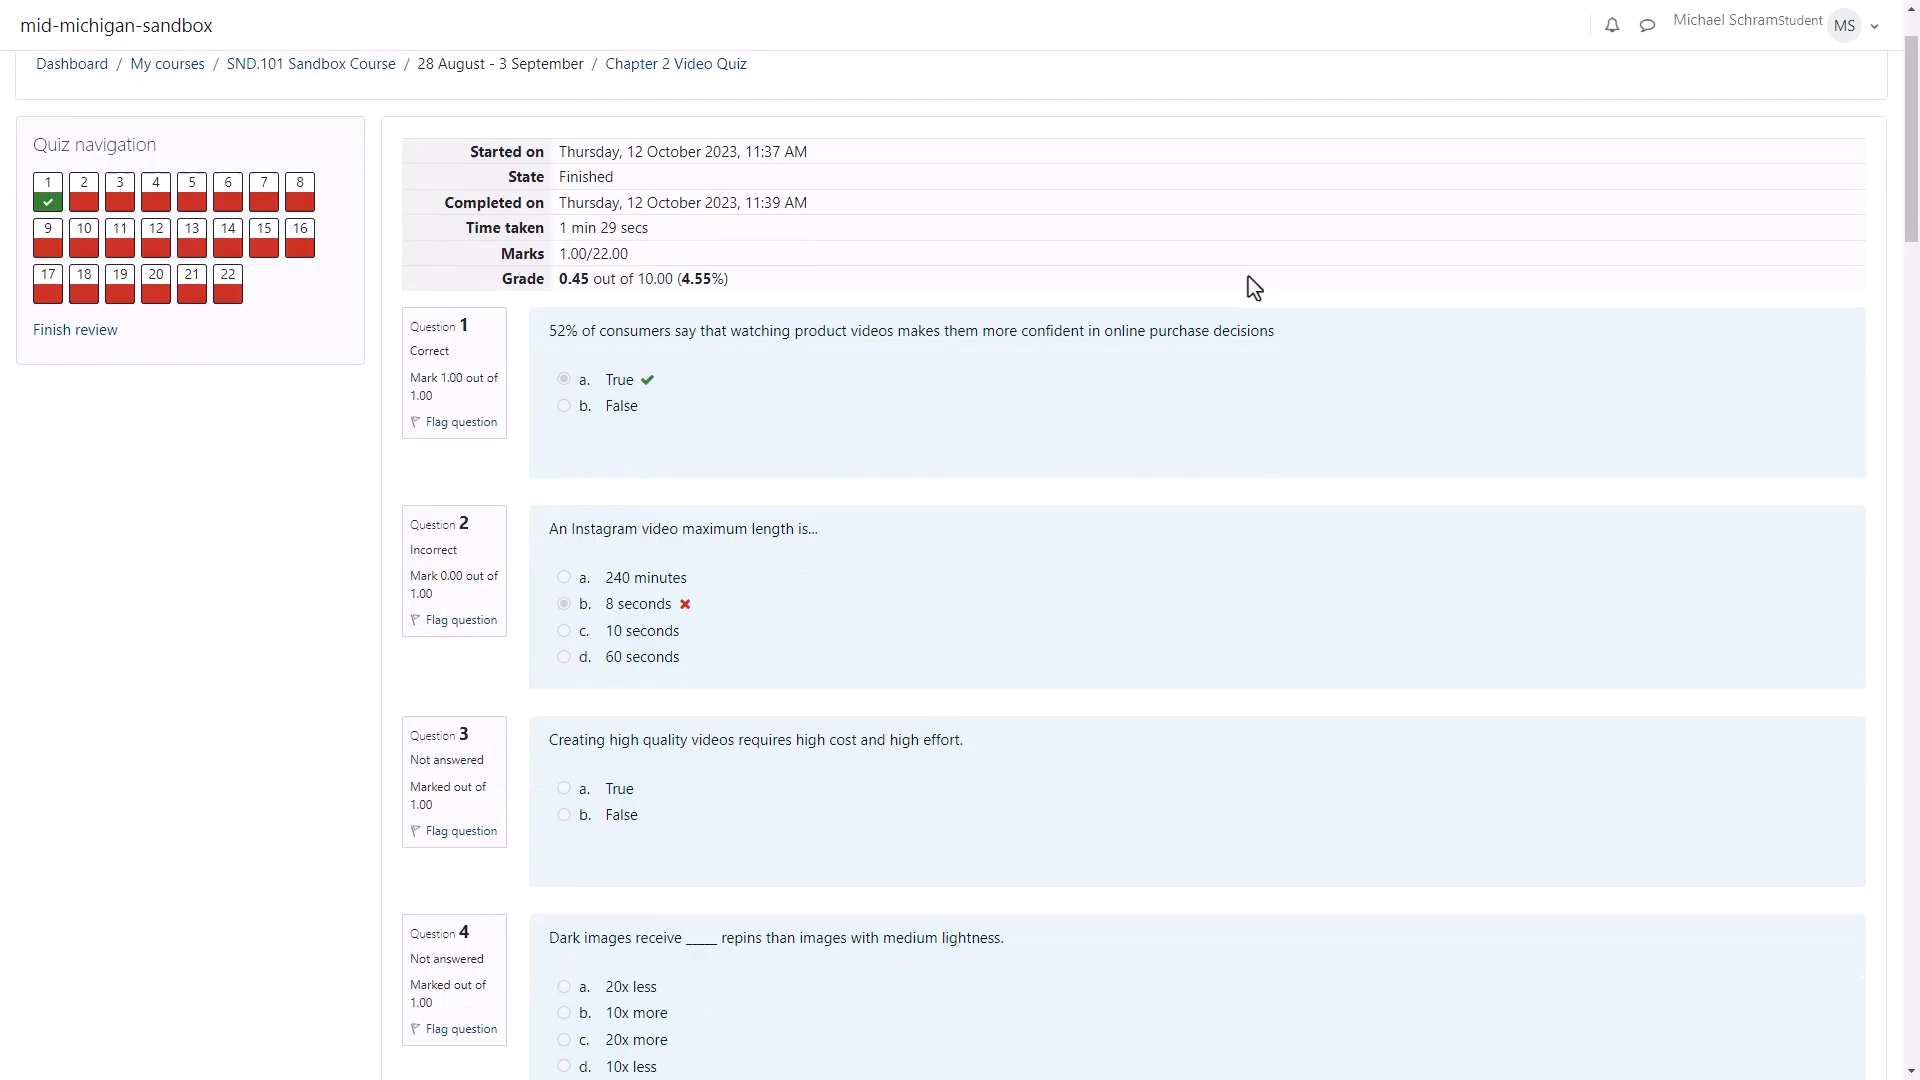 mid-michigan-sandbox
Michael Schram Student MS
Dashboard / My courses / SND.101 Sandbox Course / 28 August - 3 September / Chapter 2 Video Quiz
Quiz navigation
1 2 3 4 5 6 7 8
9 10 11 12 13 14 15 16
17 18 19 20 21 22
Finish review
Started on Thursday, 12 October 2023, 11:37 AM
State Finished
Completed on Thursday, 12 October 2023, 11:39 AM
Time taken 1 min 29 secs
Marks 1.00/22.00
Grade 0.45 out of 10.00 (4.55%)
Question 1
Correct
Mark 1.00 out of
1.00
Flag question
52% of consumers say that watching product videos makes them more confident in online purchase decisions
a. True
b. False
Question 2
Incorrect
Mark 0.00 out of
1.00
Flag question
An Instagram video maximum length is...
a. 240 minutes
b. 8 seconds
c. 10 seconds
d. 60 seconds
Question 3
Not answered
Marked out of
1.00
Flag question
Creating high quality videos requires high cost and high effort.
a. True
b. False
Question 4
Not answered
Marked out of
1.00
Flag question
Dark images receive _____ repins than images with medium lightness.
a. 20x less
b. 10x more
c. 20x more
d. 10x less